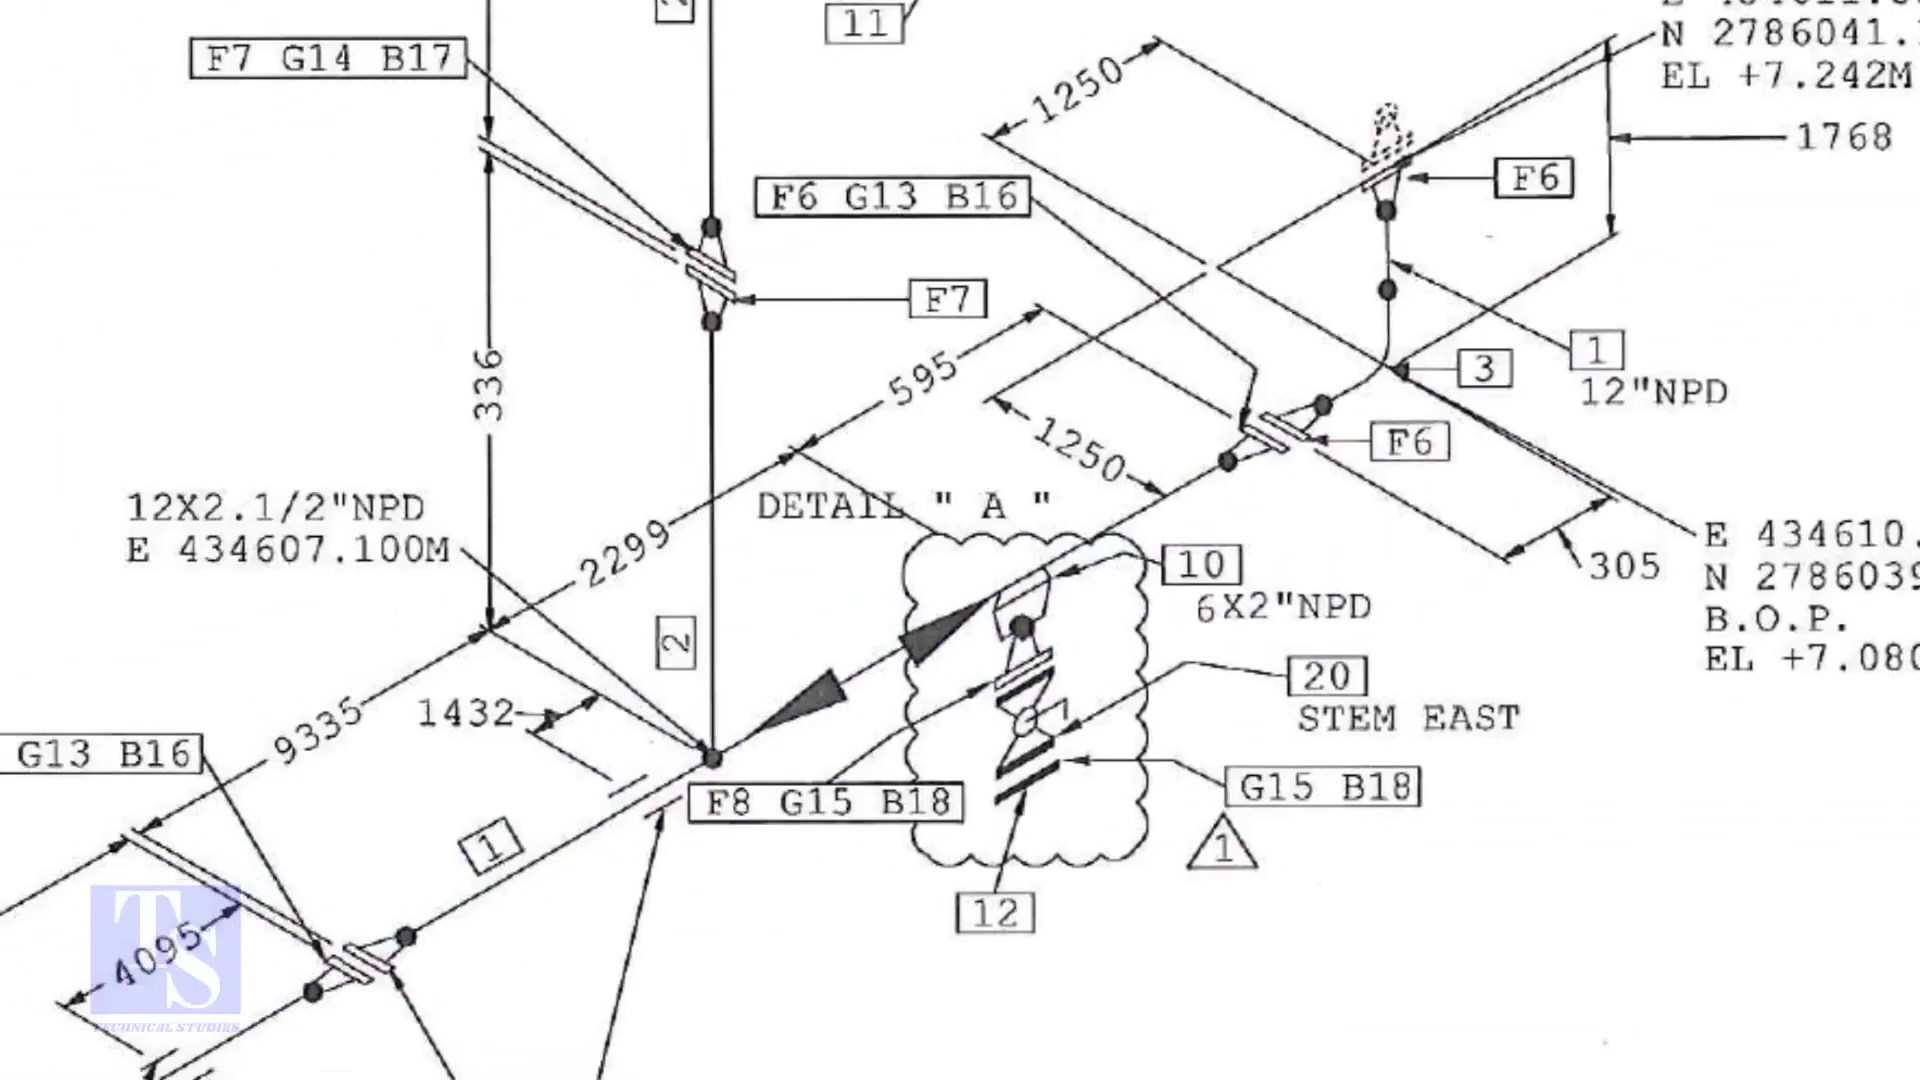 2
11
N 2786041.
EL +7.242M
F7 G14 B17
1250
1768
F6 G13 B16
F6
F7
336
595
1
12"NPD
3
F6
1250
12X2.1/2"NPD
E 434607.100M
2299
DETAIL " A "
10
6X2"NPD
305
E 434610.
N 2786039
B.O.P.
EL +7.080
2
20
STEM EAST
9335
1432
G13 B16
F8 G15 B18
G15 B18
1
1
12
4095
TS
TECHNICAL STUDIES